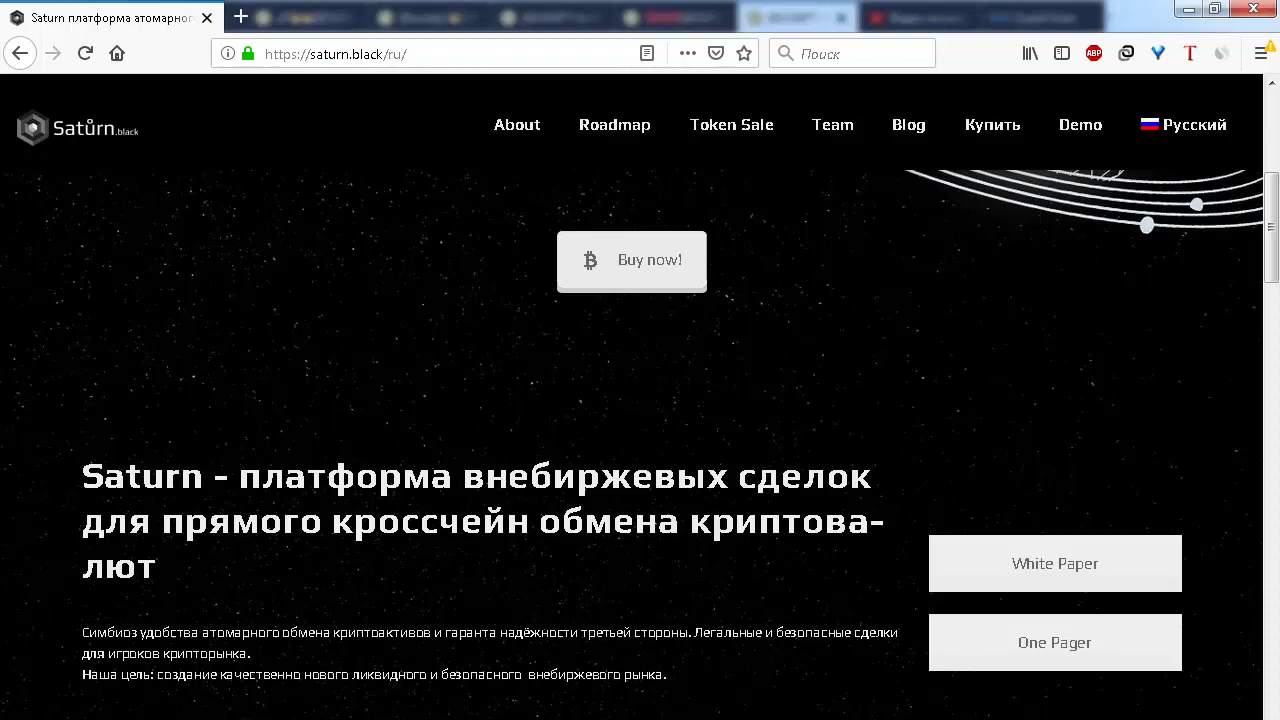 Saturn платформа атомарног
https://saturn.black/ru/
Поиск
ABP
T
Satůrn.black
About
Roadmap
Token Sale
Team
Blog
Купить
Demo
Русский
Buy now!
Saturn - платформа внебиржевых сделок
для прямого кроссчейн обмена криптова-
лют
White Paper
One Pager
Симбиоз удобства атомарного обмена криптоактивов и гаранта надёжности третьей стороны. Легальные и безопасные сделки
для игроков крипторынка.
Наша цель: создание качественно нового ликвидного и безопасного внебиржевого рынка.